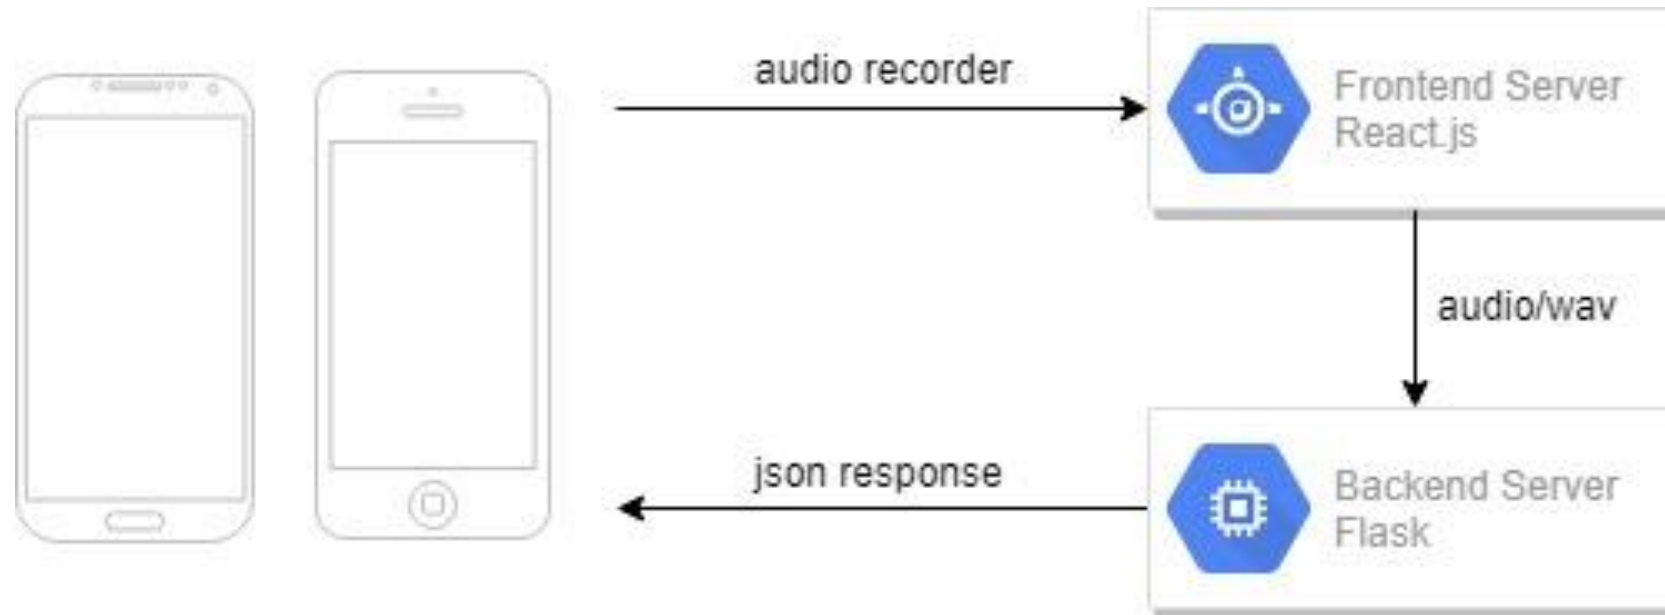 audio recorder
Frontend Server
React.js
audio/wav
json response
Backend Server
Flask